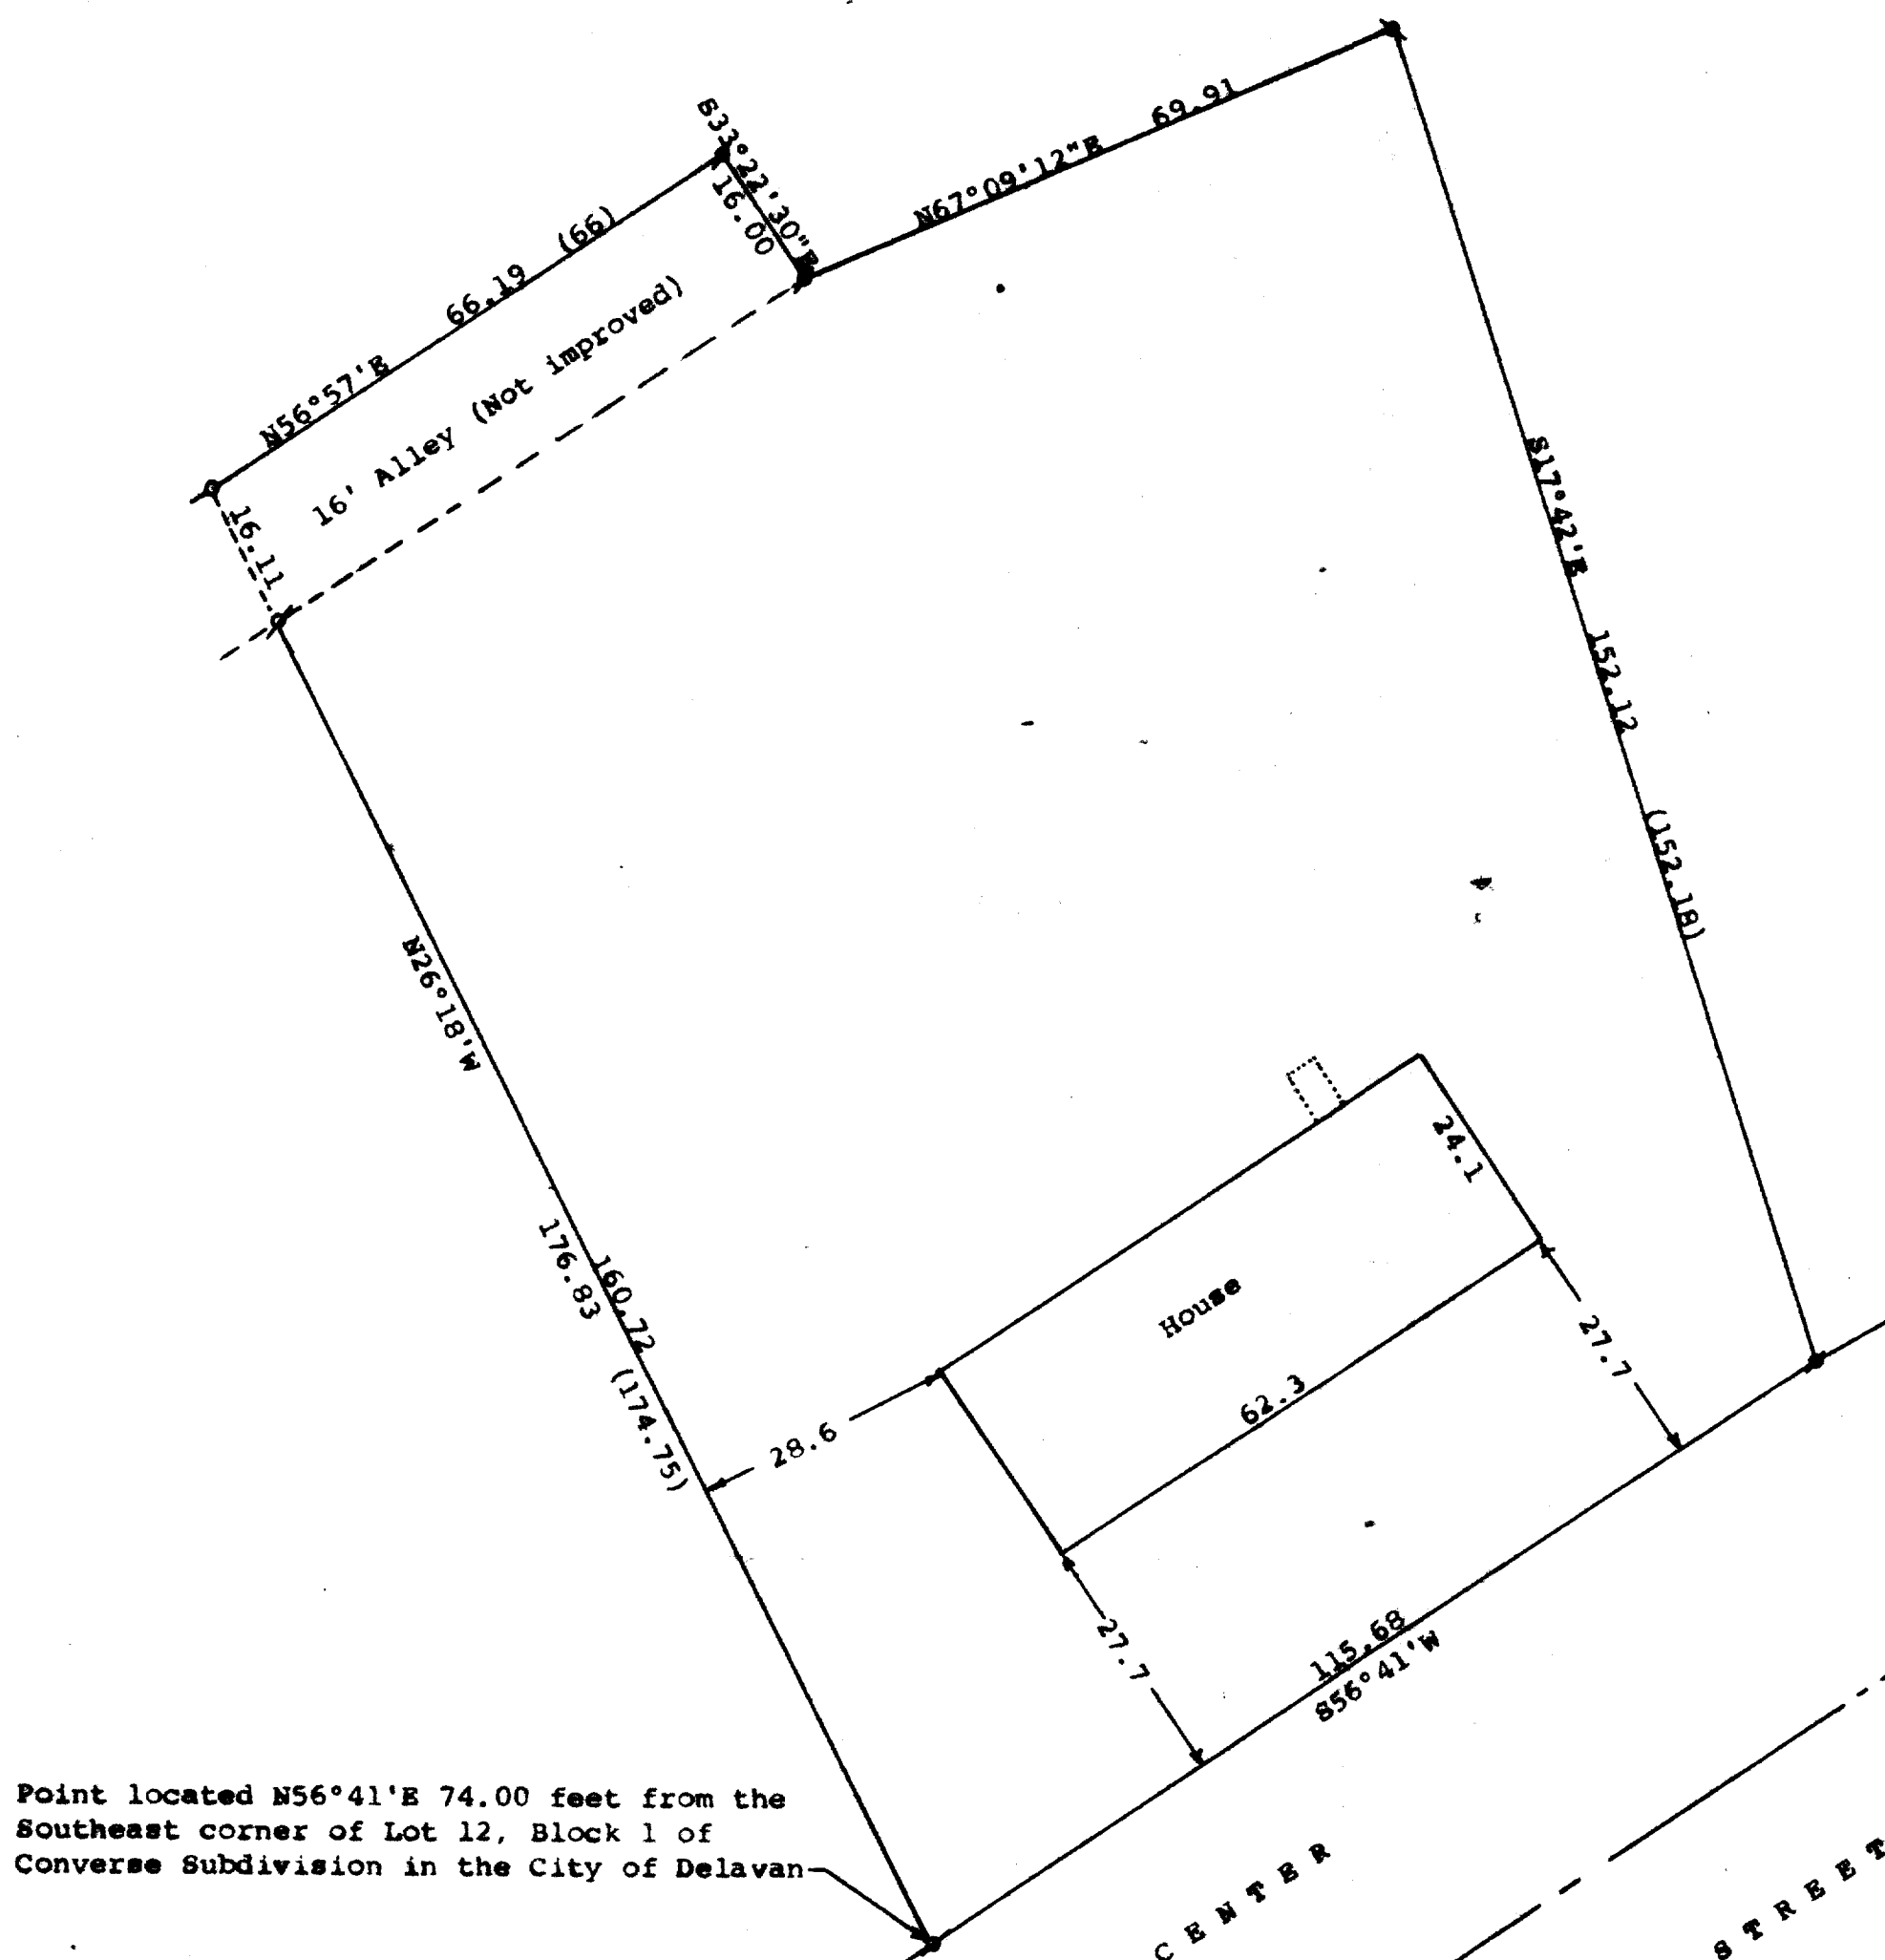 69.91
N67°09'12"E
E33°22'30"E
16.00
(66)
66.19
N56°57'E
16' Alley (Not improved)
16.11
S17°42'E
152.12
(152.18)
N26°18'W
160.72
176.83
(174.75)
24.1
House
27.7
62.3
28.6
27.7
115.68
S56°41'W
Point located N56°41'E 74.00 feet from the
Southeast corner of Lot 12, Block 1 of
Converse Subdivision in the City of Delavan
CENTER
STREET